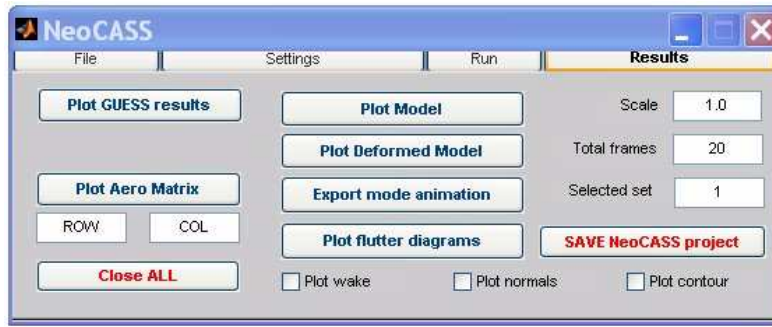 NeoCASS
File Settings Run Results
Plot GUESS results Plot Model Scale 1.0
Plot Deformed Model Total frames 20
Plot Aero Matrix Export mode animation Selected set 1
ROW COL
Plot flutter diagrams SAVE NeoCASS project
Close ALL Plot wake Plot normals Plot contour